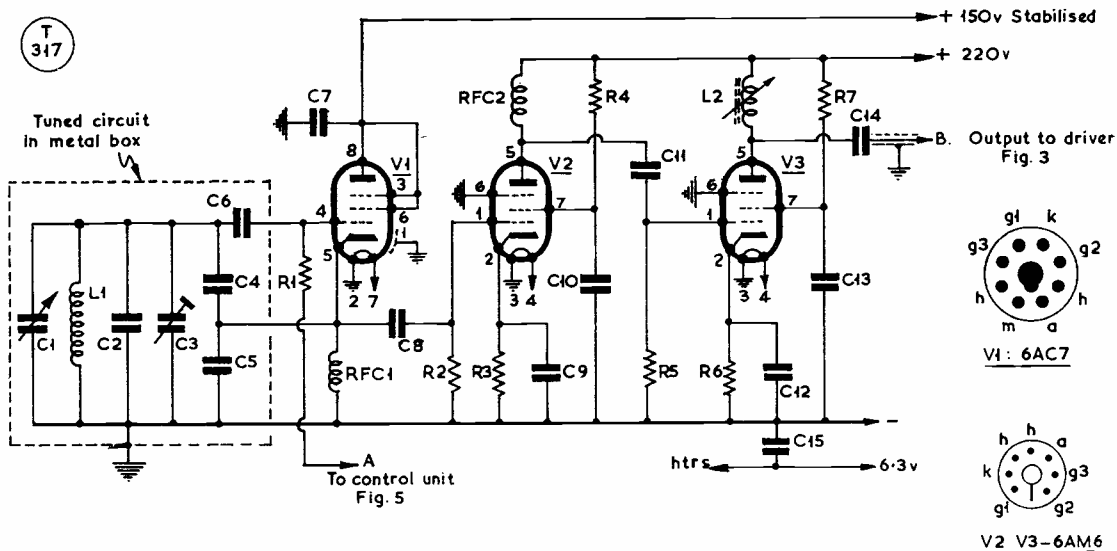 T
317
+ 150v Stabilised
+ 220v
Tuned circuit
in metal box
C7
8
V1
3
6
1
4
5
2
7
C6
R1
C4
L1
C1
C2
C3
C5
RFC1
C8
R2
RFC2
R4
5
V2
6
1
7
2
3
4
C10
R3
C9
C11
R5
L2
R7
C14
B. Output to driver
Fig. 3
5
V3
6
1
7
2
3
4
C13
R6
C12
-
C15
htrs
6·3v
A
To control unit
Fig. 5
g1
k
g3
g2
h
h
m
a
V1: 6AC7
h
h
a
k
g3
g1
g2
V2 V3-6AM6